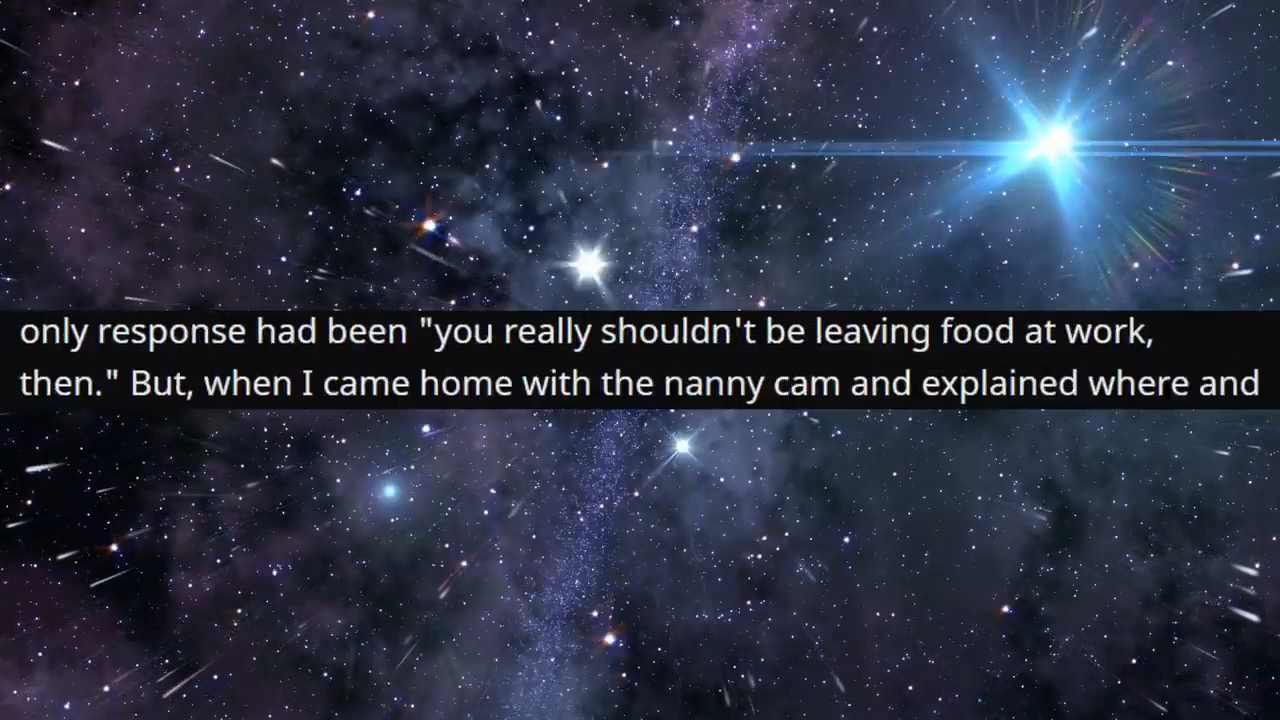 only response had been "you really shouldn't be leaving food at work,
then." But, when I came home with the nanny cam and explained where and